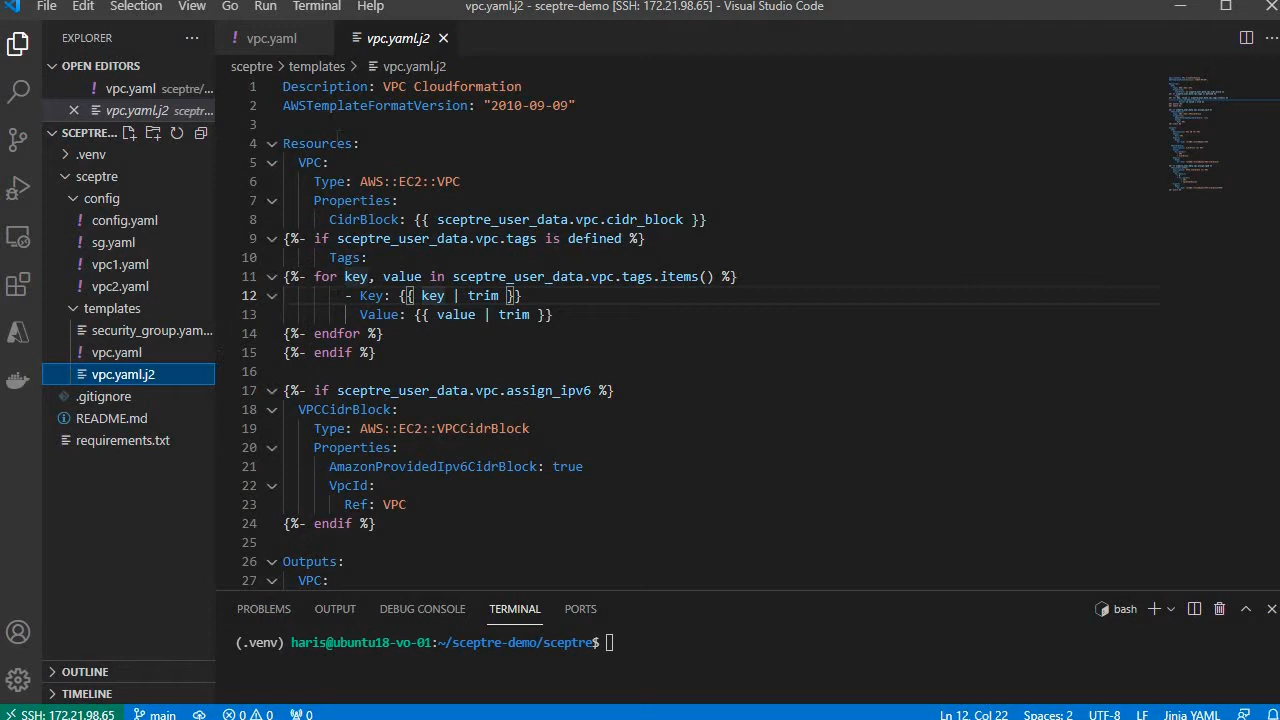 File Edit Selection View Go Run Terminal Help vpc.yaml.j2 - sceptre-demo [SSH: 172.21.98.65] - Visual Studio Code
EXPLORER
OPEN EDITORS
vpc.yaml sceptre/...
vpc.yaml.j2 sceptr...
SCEPTRE...
.venv
sceptre
config
config.yaml
sg.yaml
vpc1.yaml
vpc2.yaml
templates
security_group.yam...
vpc.yaml
vpc.yaml.j2
.gitignore
README.md
requirements.txt
OUTLINE
TIMELINE
vpc.yaml vpc.yaml.j2
sceptre > templates > vpc.yaml.j2
1 Description: VPC Cloudformation
2 AWSTemplateFormatVersion: "2010-09-09"
3
4 Resources:
5 VPC:
6 Type: AWS::EC2::VPC
7 Properties:
8 CidrBlock: {{ sceptre_user_data.vpc.cidr_block }}
9 {%- if sceptre_user_data.vpc.tags is defined %}
10 Tags:
11 {%- for key, value in sceptre_user_data.vpc.tags.items() %}
12 - Key: {{ key | trim }}
13 Value: {{ value | trim }}
14 {%- endfor %}
15 {%- endif %}
16
17 {%- if sceptre_user_data.vpc.assign_ipv6 %}
18 VPCCidrBlock:
19 Type: AWS::EC2::VPCCidrBlock
20 Properties:
21 AmazonProvidedIpv6CidrBlock: true
22 VpcId:
23 Ref: VPC
24 {%- endif %}
25
26 Outputs:
27 VPC:
PROBLEMS OUTPUT DEBUG CONSOLE TERMINAL PORTS bash
(.venv) haris@ubuntu18-vo-01:~/sceptre-demo/sceptre$
SSH: 172.21.98.65 main 0 0 0 Ln 12, Col 22 Spaces: 2 UTF-8 LF Jinja YAML